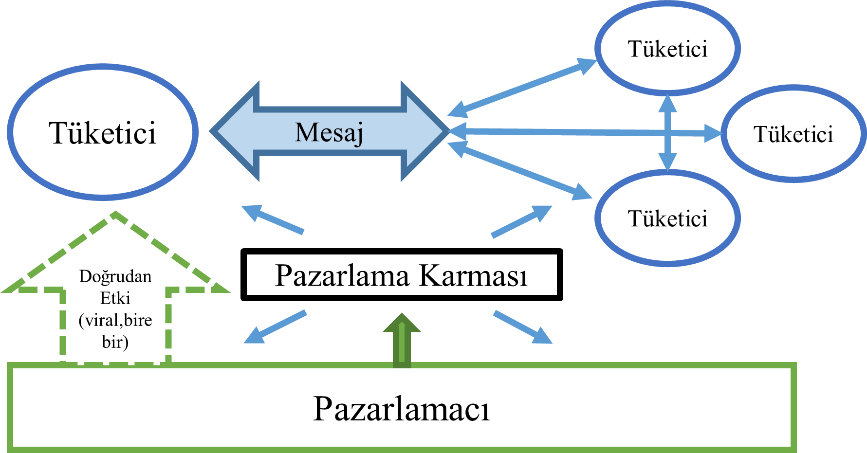 Tüketici
Mesaj
Tüketici
Tüketici
Tüketici
Pazarlama Karması
Doğrudan
Etki
(viral,bire
bir)
Pazarlamacı